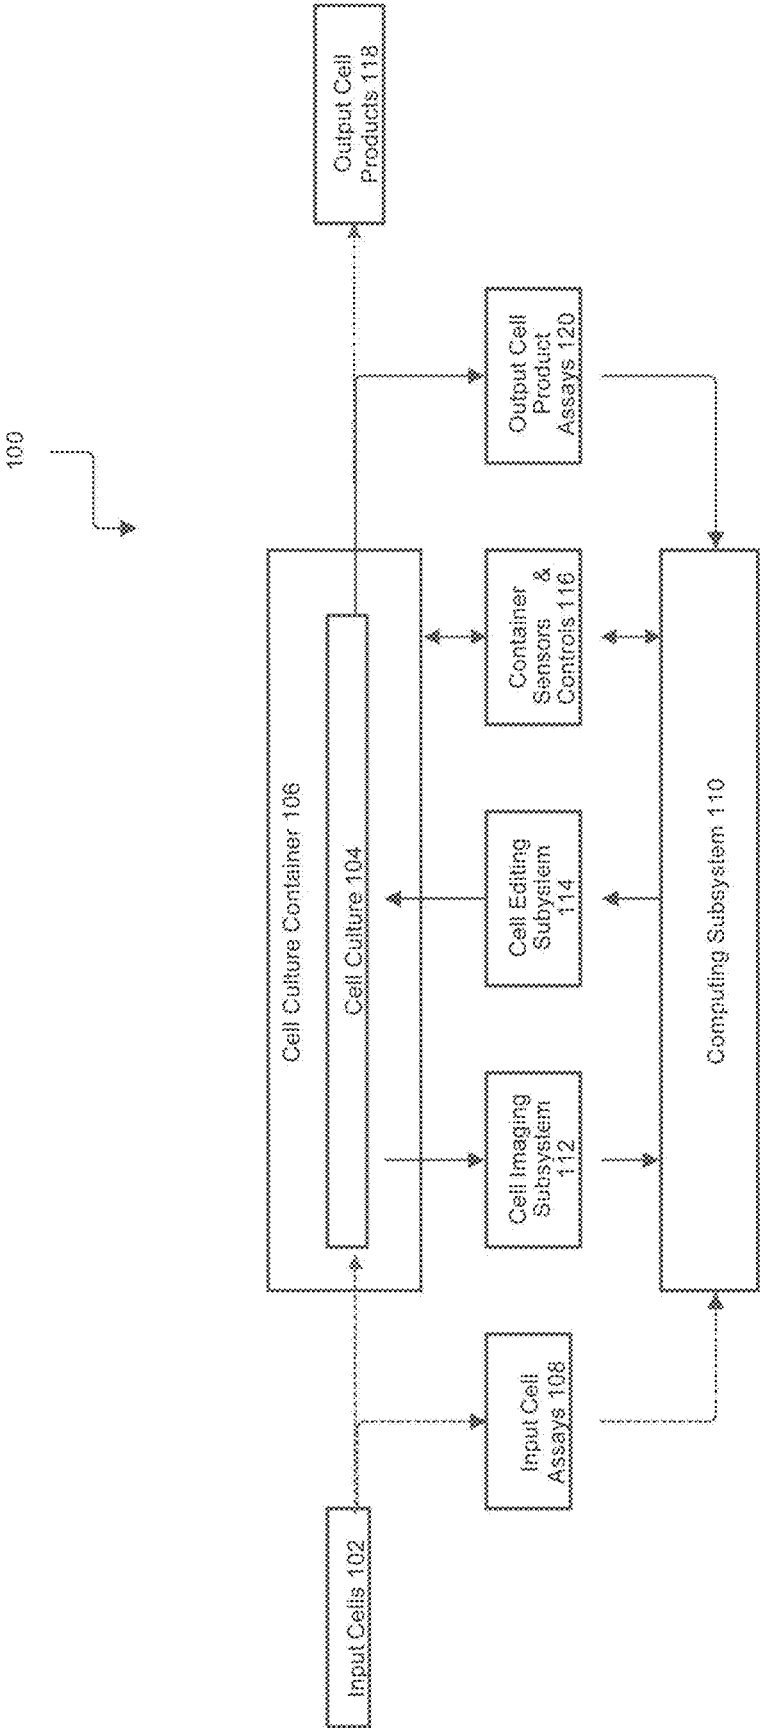 100
Input Cells 102
Cell Culture Container 106
Cell Culture 104
Output Cell
Products 118
Input Cell
Assays 108
Cell Imaging
Subsystem
112
Cell Editing
Subystem
114
Container
Sensors &
Controls 116
Output Cell
Product
Assays 120
Computing Subsystem 110